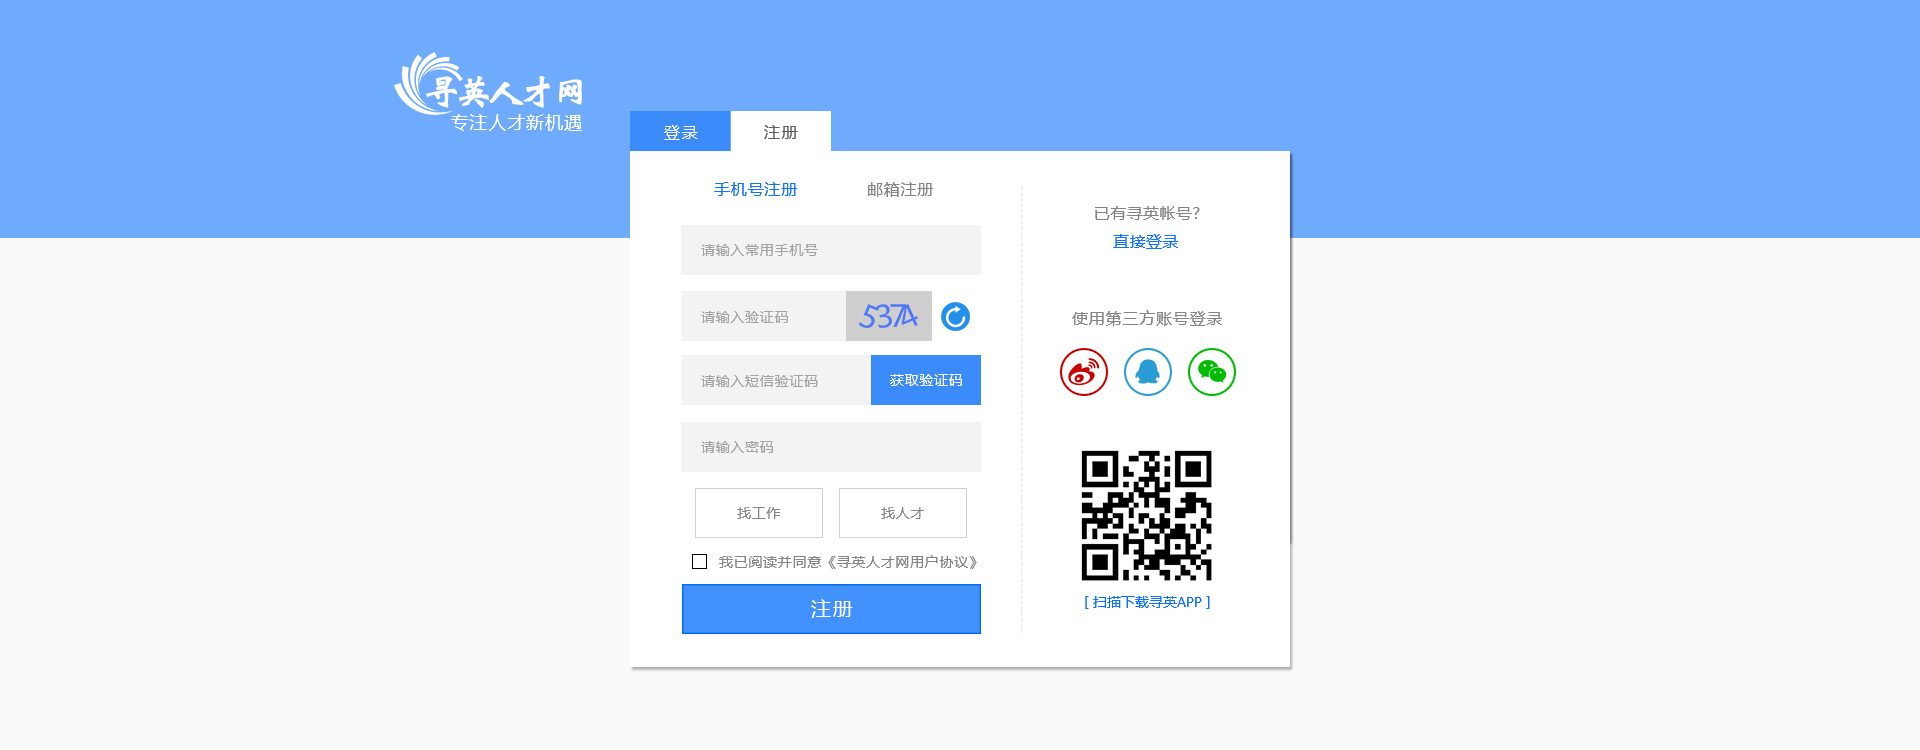 寻英人才网
专注人才新机遇
登录
注册
手机号注册
邮箱注册
请输入常用手机号
请输入验证码
5374
请输入短信验证码
获取验证码
请输入密码
找工作
找人才
我已阅读并同意《寻英人才网用户协议》
注册
已有寻英帐号?
直接登录
使用第三方账号登录
[ 扫描下载寻英APP ]